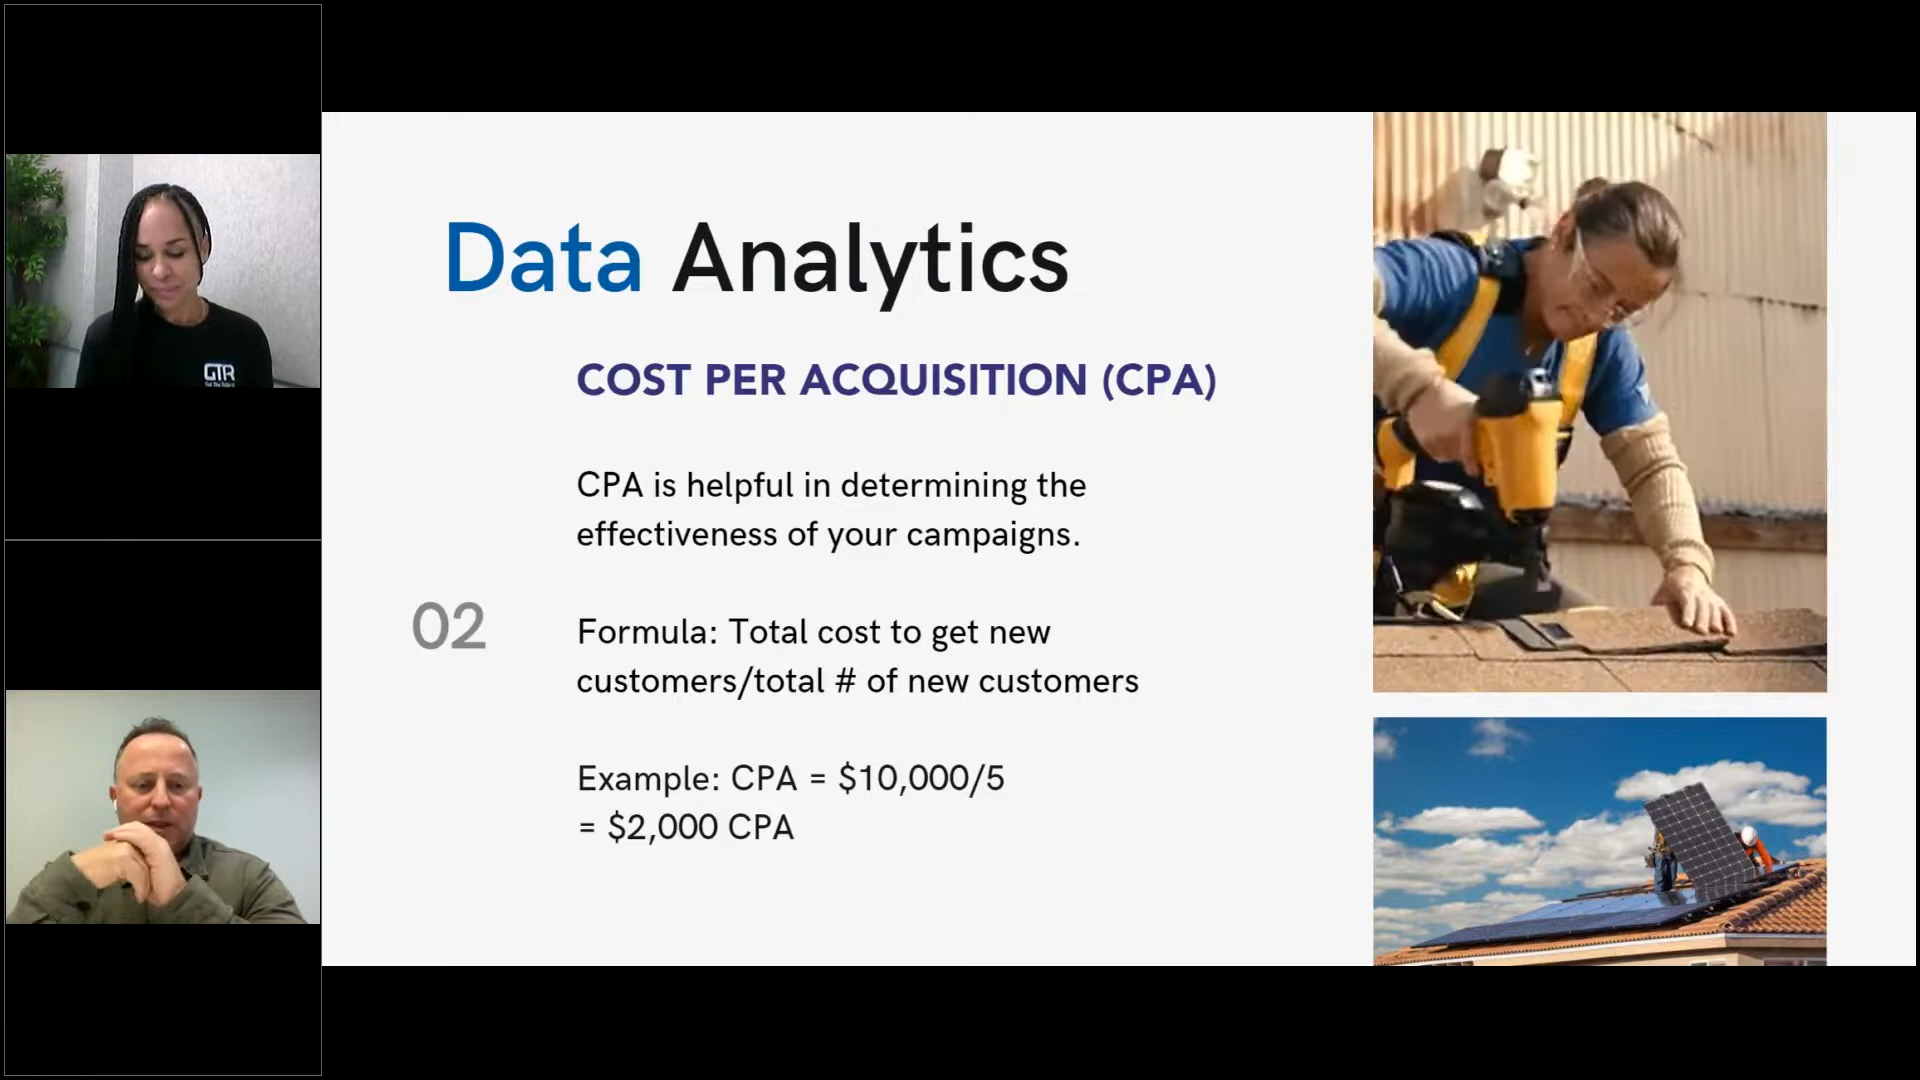 GTR
Data Analytics
COST PER ACQUISITION (CPA)
CPA is helpful in determining the
effectiveness of your campaigns.
02
Formula: Total cost to get new
customers/total # of new customers
Example: CPA = $10,000/5
= $2,000 CPA